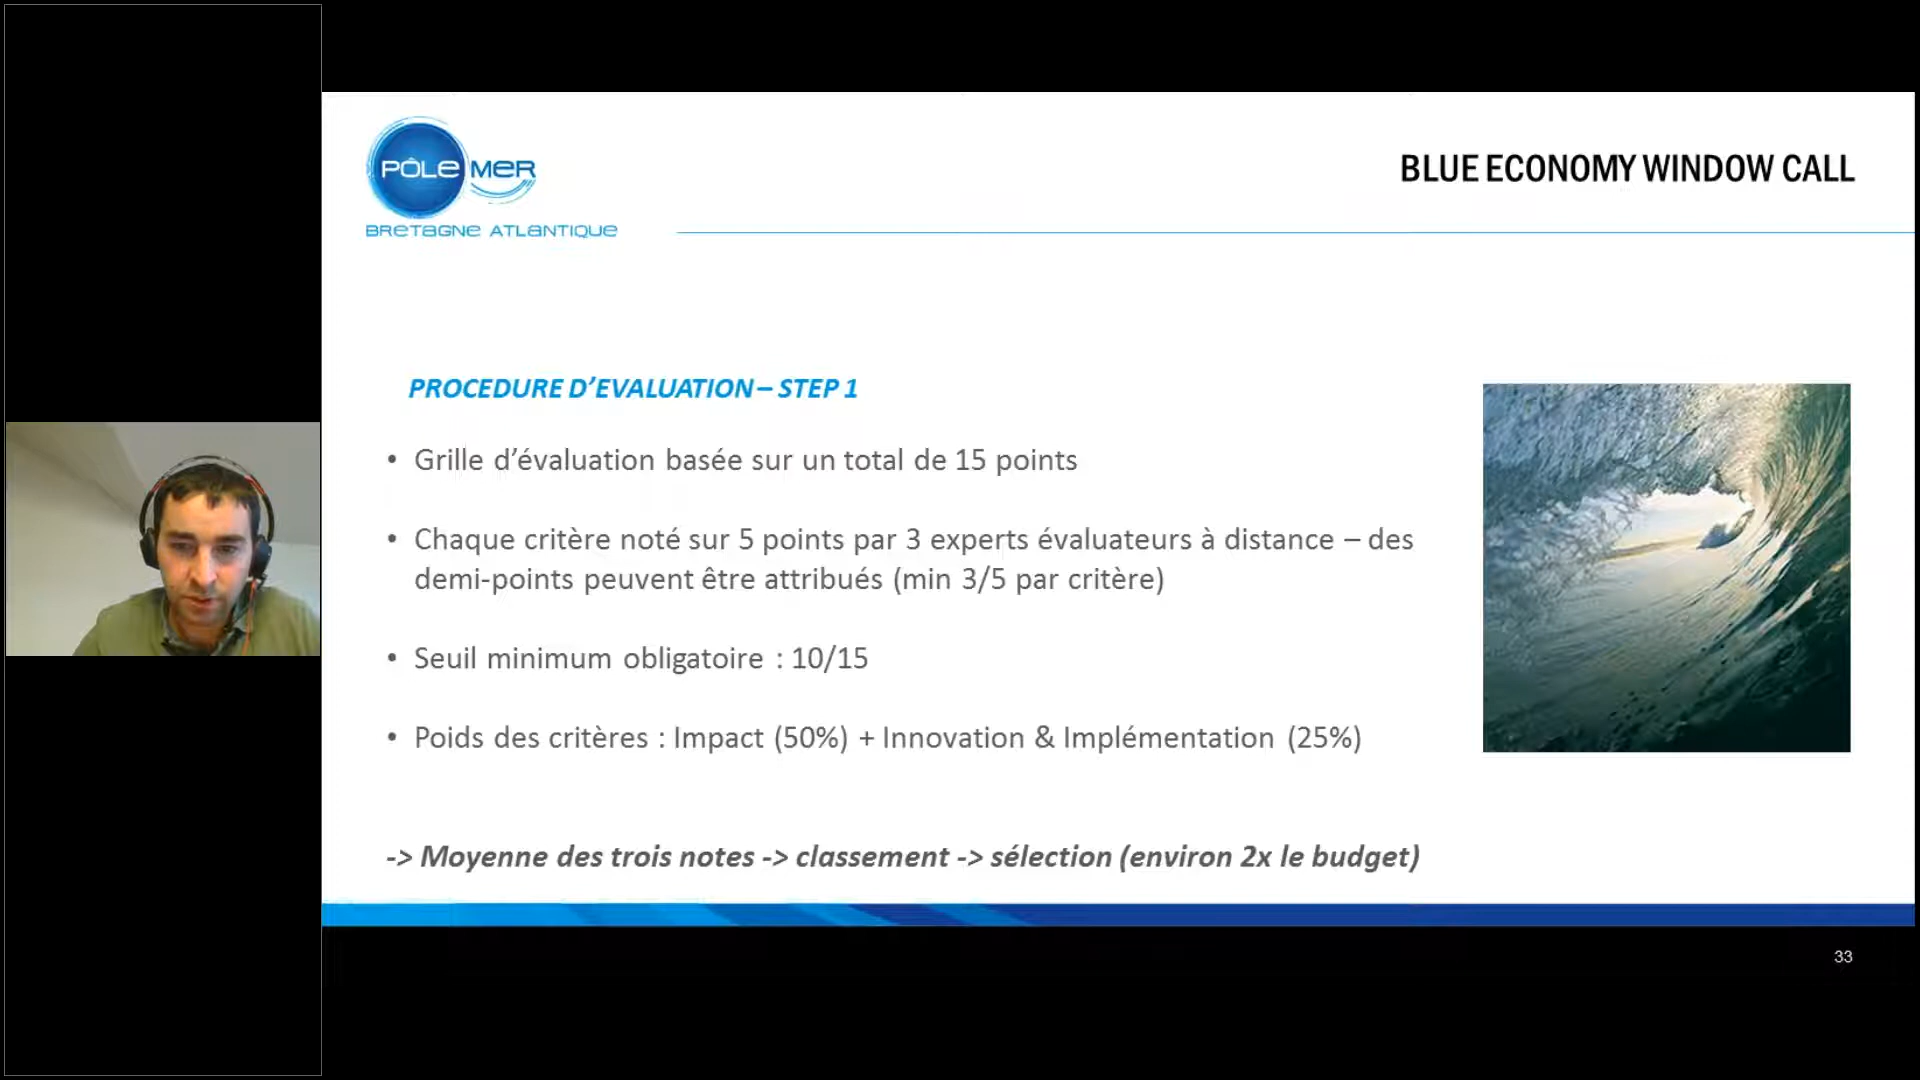 PÔLE MER
BRETAGNE ATLANTIQUE
BLUE ECONOMY WINDOW CALL
PROCEDURE D’EVALUATION – STEP 1
• Grille d’évaluation basée sur un total de 15 points
• Chaque critère noté sur 5 points par 3 experts évaluateurs à distance – des
demi-points peuvent être attribués (min 3/5 par critère)
• Seuil minimum obligatoire : 10/15
• Poids des critères : Impact (50%) + Innovation & Implémentation (25%)
-> Moyenne des trois notes -> classement -> sélection (environ 2x le budget)
33